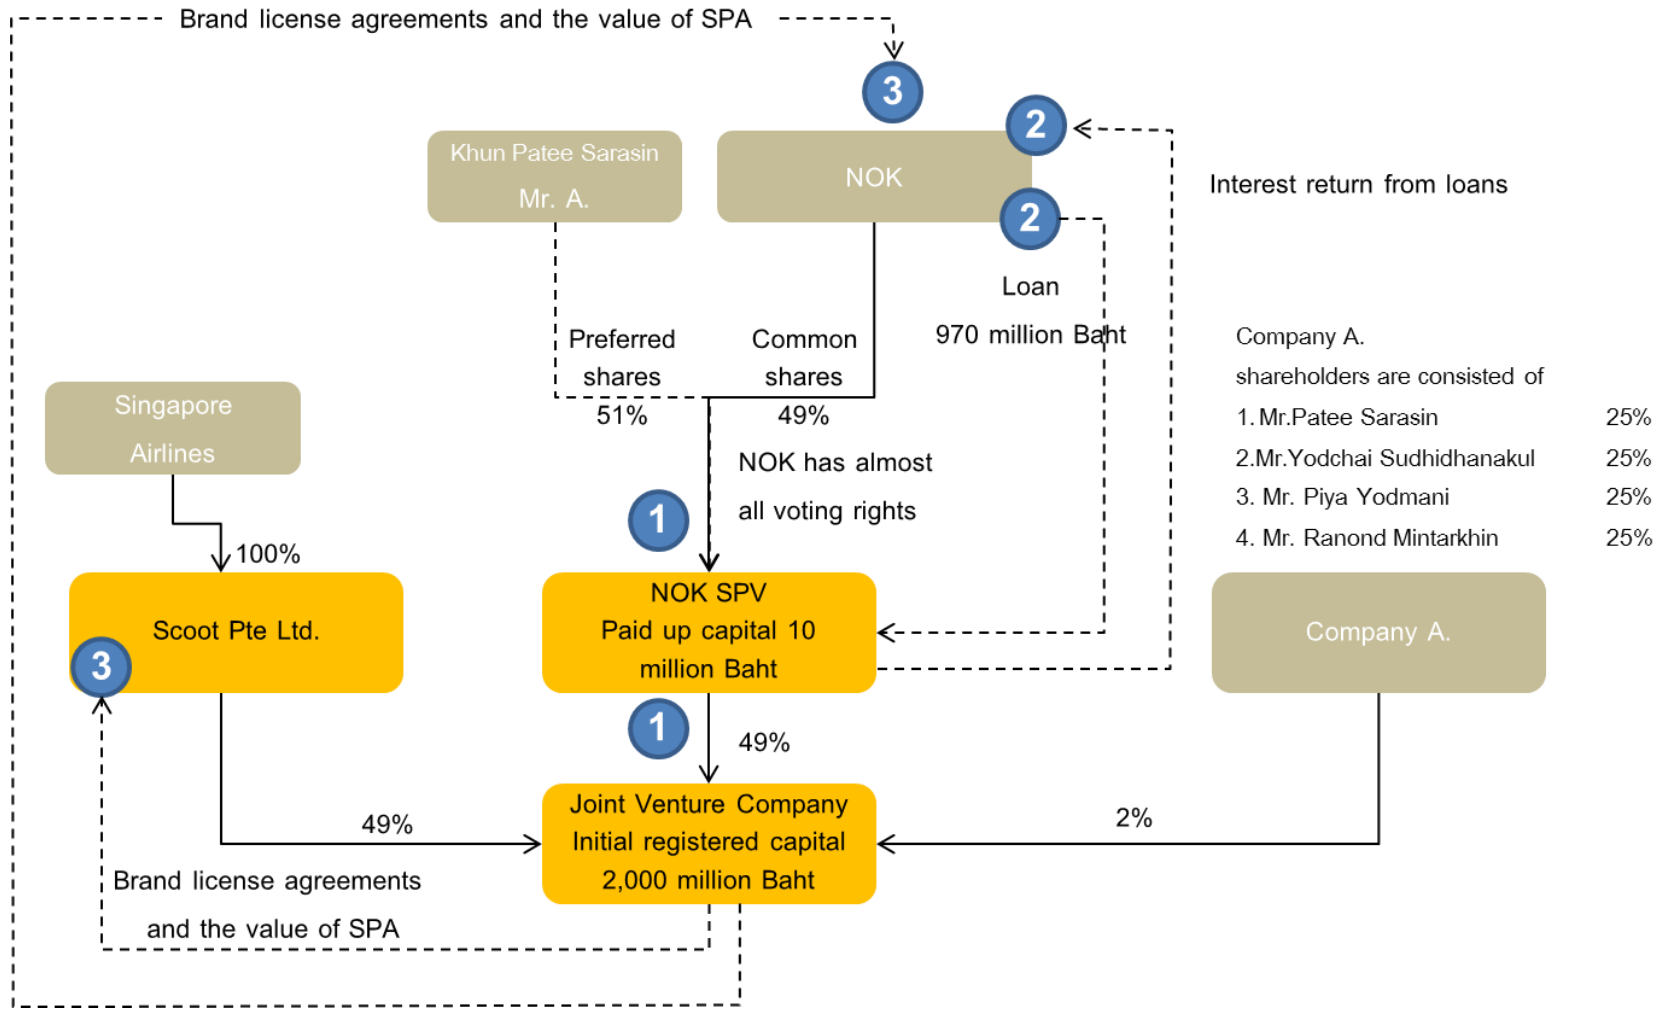 Brand license agreements and the value of SPA
3
2
Khun Patee Sarasin
Mr. A.
NOK
Interest return from loans
2
Loan
970 million Baht
Preferred
shares
51%
Common
shares
49%
Company A.
shareholders are consisted of
1.Mr.Patee Sarasin 25%
2.Mr.Yodchai Sudhidhanakul 25%
3. Mr. Piya Yodmani 25%
4. Mr. Ranond Mintarkhin 25%
Singapore
Airlines
NOK has almost
all voting rights
1
100%
Scoot Pte Ltd.
3
NOK SPV
Paid up capital 10
million Baht
Company A.
1
49%
49%
Joint Venture Company
Initial registered capital
2,000 million Baht
2%
Brand license agreements
and the value of SPA